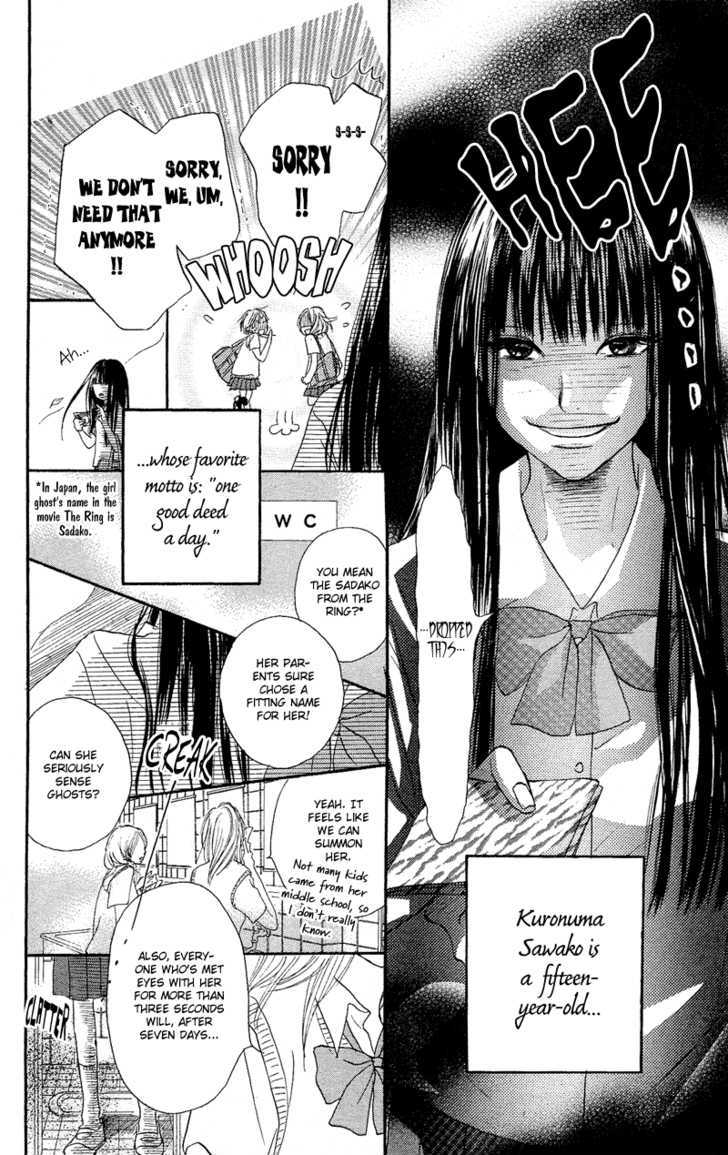 HEE
...DROPPED
THIS...
Kuronuma
Sawako is
a fifteen-
year-old...
S-S-S-
SORRY
!!
SORRY,
WE, UM,
WE DON'T
NEED THAT
ANYMORE
!!
WHOOSH
Ah...
...whose favorite
motto is: "one
good deed
a day."
*In Japan, the girl
ghost's name in the
movie The Ring is
Sadako.
W C
YOU MEAN
THE SADAKO
FROM THE
RING?*
HER PAR-
ENTS SURE
CHOSE A
FITTING NAME
FOR HER!
CREAK
CAN SHE
SERIOUSLY
SENSE
GHOSTS?
YEAH. IT
FEELS LIKE
WE CAN
SUMMON
HER.
Not many kids
came from her
middle school, so
I don't really
know.
ALSO, EVERY-
ONE WHO'S MET
EYES WITH HER
FOR MORE THAN
THREE SECONDS
WILL, AFTER
SEVEN DAYS...
CLATTER